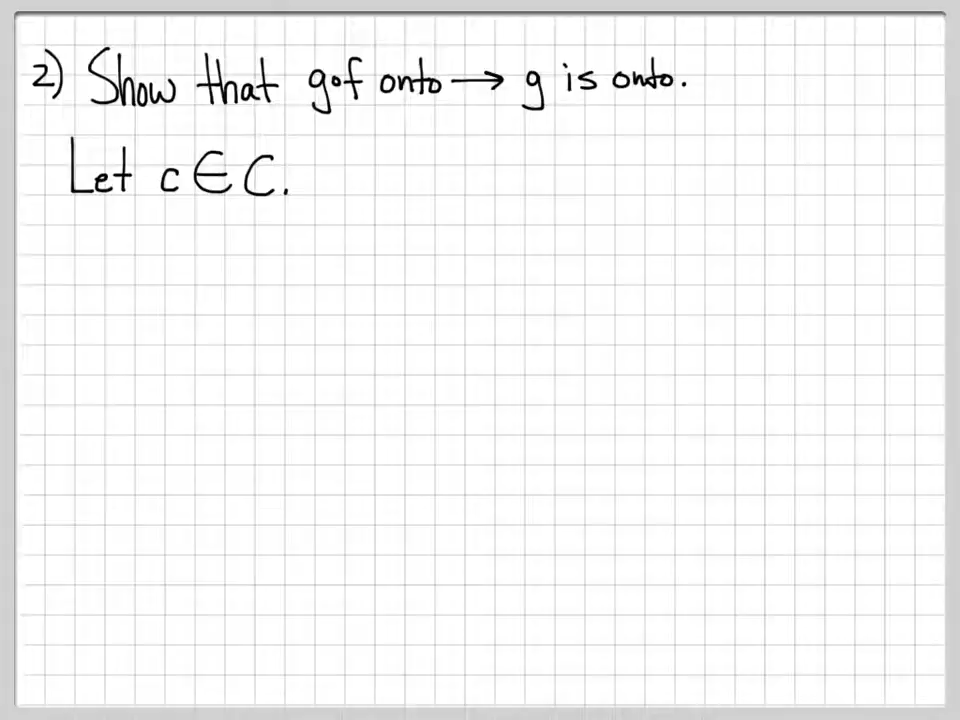 2) Show that g∘f onto → g is onto.
Let c ∈ C.